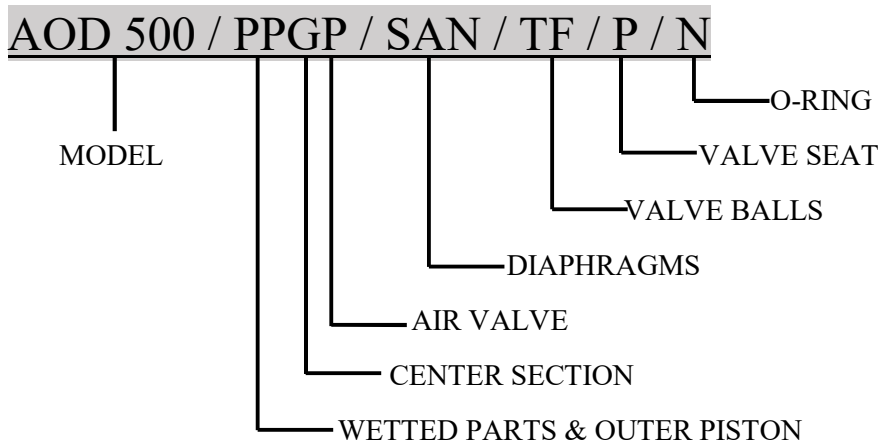 AOD 500 / PPGP / SAN / TF / P / N
O-RING
MODEL
VALVE SEAT
VALVE BALLS
DIAPHRAGMS
AIR VALVE
CENTER SECTION
WETTED PARTS & OUTER PISTON